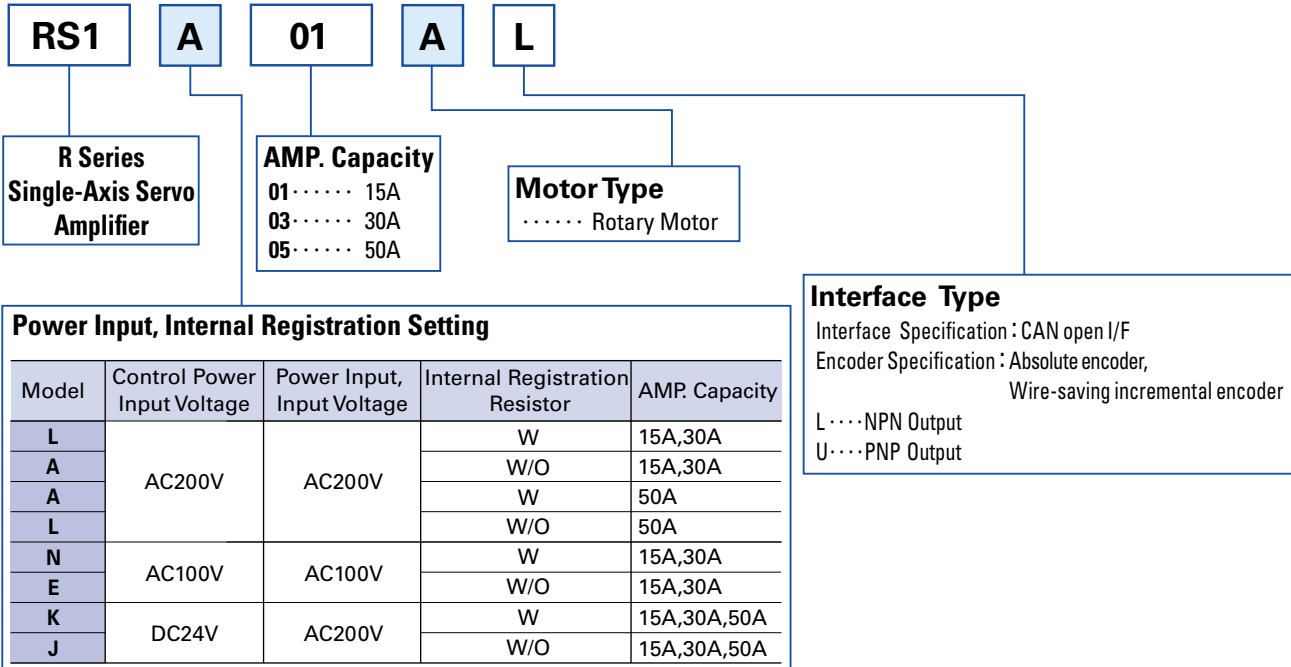 RS1 A 01 A L
R Series
Single-Axis Servo
Amplifier
AMP. Capacity
01······ 15A
03······ 30A
05······ 50A
Motor Type
······ Rotary Motor
Interface Type
Interface Specification：CAN open I/F
Encoder Specification：Absolute encoder,
Wire-saving incremental encoder
L····NPN Output
U····PNP Output
Power Input, Internal Registration Setting
Model Control Power Input Voltage Power Input, Input Voltage Internal Registration Resistor AMP. Capacity
L AC200V AC200V W 15A,30A
A W/O 15A,30A
A W 50A
L W/O 50A
N AC100V AC100V W 15A,30A
E W/O 15A,30A
K DC24V AC200V W 15A,30A,50A
J W/O 15A,30A,50A